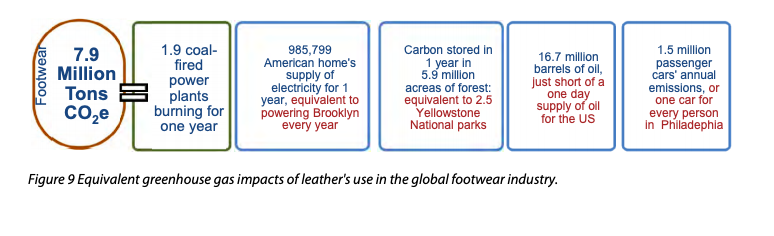 Footwear
7.9
Million
Tons
CO₂e
=
1.9 coal-
fired
power
plants
burning for
one year
985,799
American home's
supply of
electricity for 1
year, equivalent to
powering Brooklyn
every year
Carbon stored in
1 year in
5.9 million
acreas of forest:
equivalent to 2.5
Yellowstone
National parks
16.7 million
barrels of oil,
just short of a
one day
supply of oil
for the US
1.5 million
passenger
cars' annual
emissions, or
one car for
every person
in Philadephia
Figure 9 Equivalent greenhouse gas impacts of leather's use in the global footwear industry.